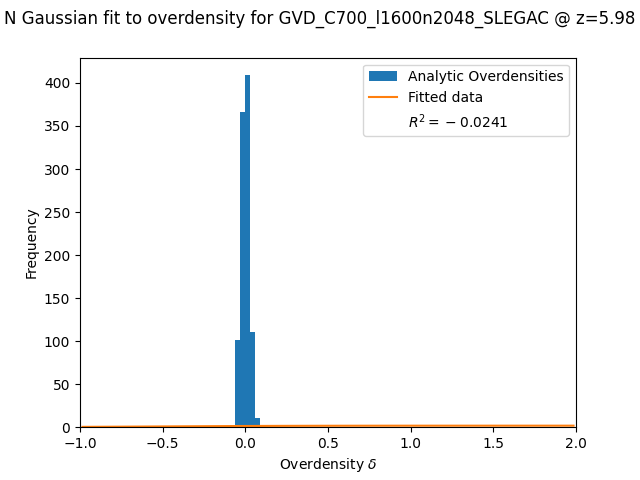 N Gaussian fit to overdensity for GVD_C700_l1600n2048_SLEGAC @ z=5.98
Analytic Overdensities
Fitted data
R² = −0.0241
Frequency
400
350
300
250
200
150
100
50
0
−1.0 −0.5 0.0 0.5 1.0 1.5 2.0
Overdensity δ